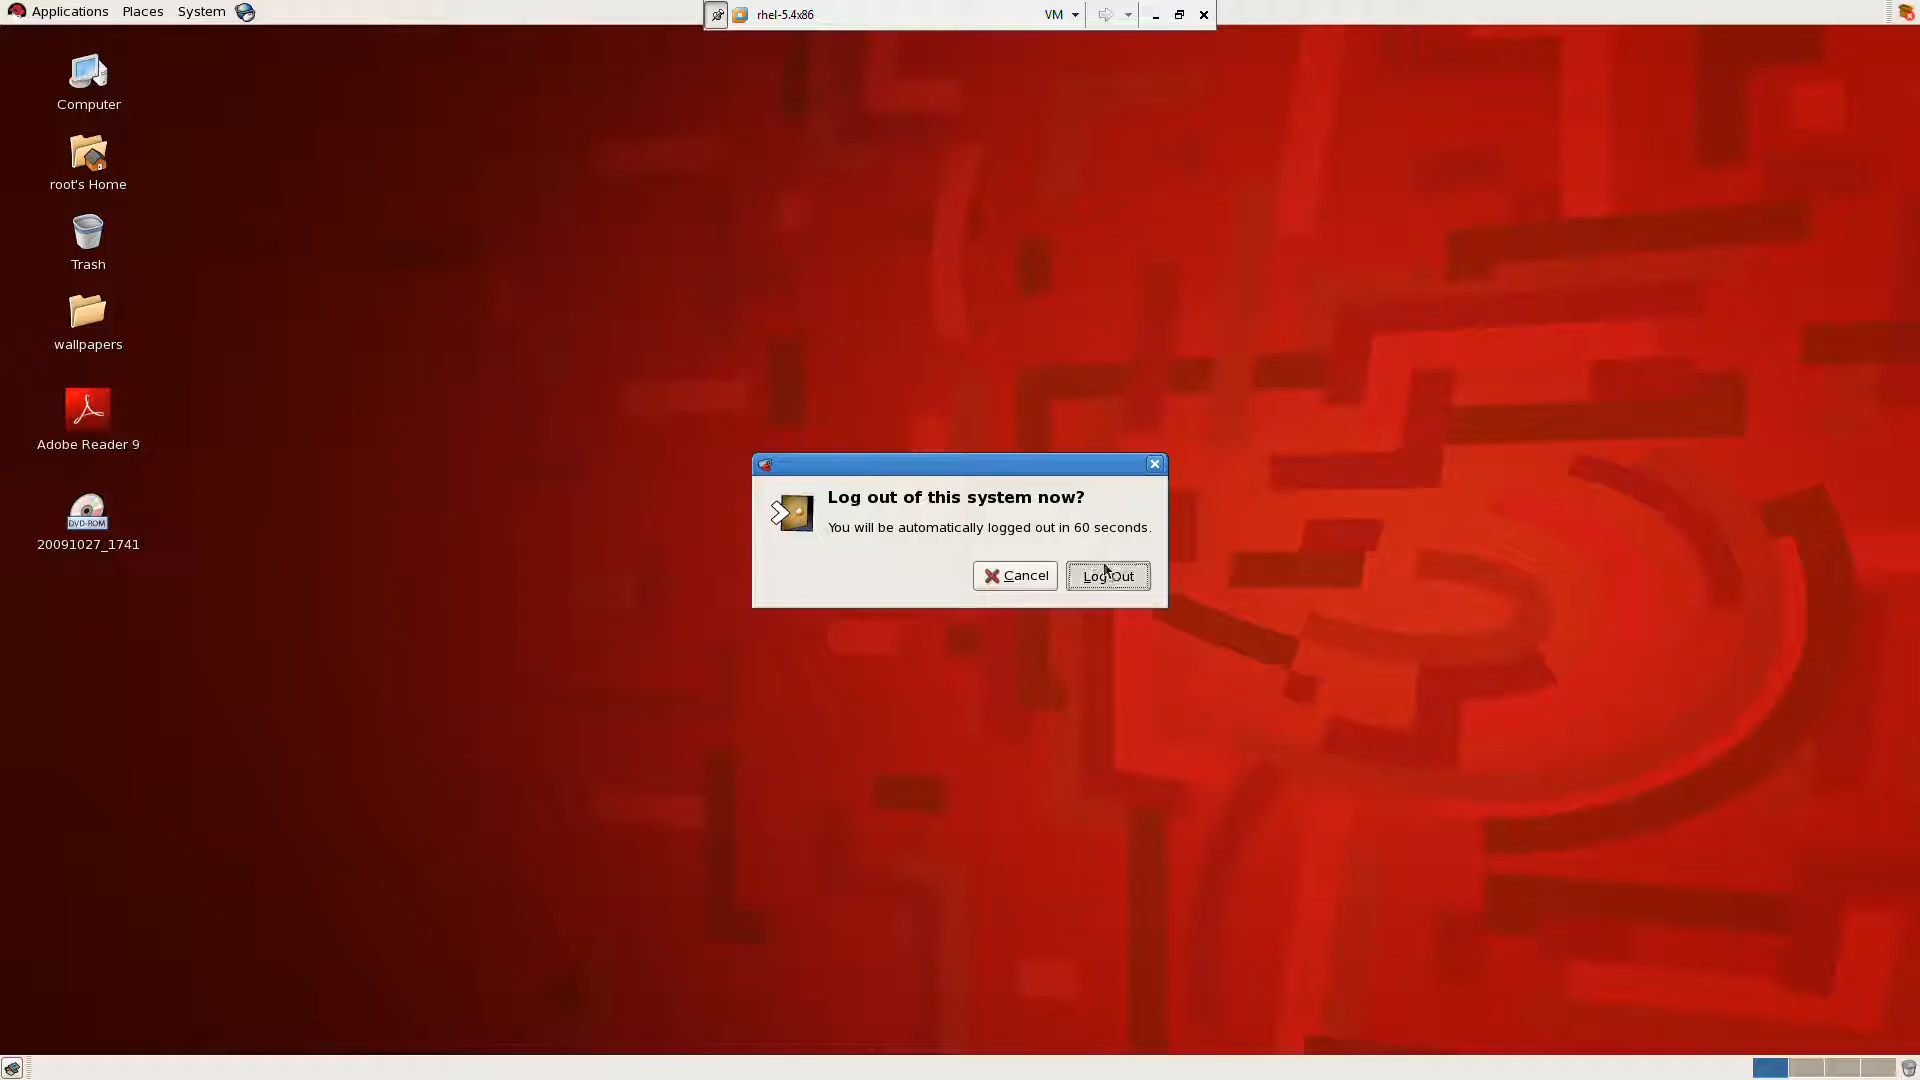 Applications Places System
rhel-5.4x86
VM
Computer
root's Home
Trash
wallpapers
Adobe Reader 9
DVD-ROM
20091027_1741
Log out of this system now?
You will be automatically logged out in 60 seconds.
Cancel
Log Out